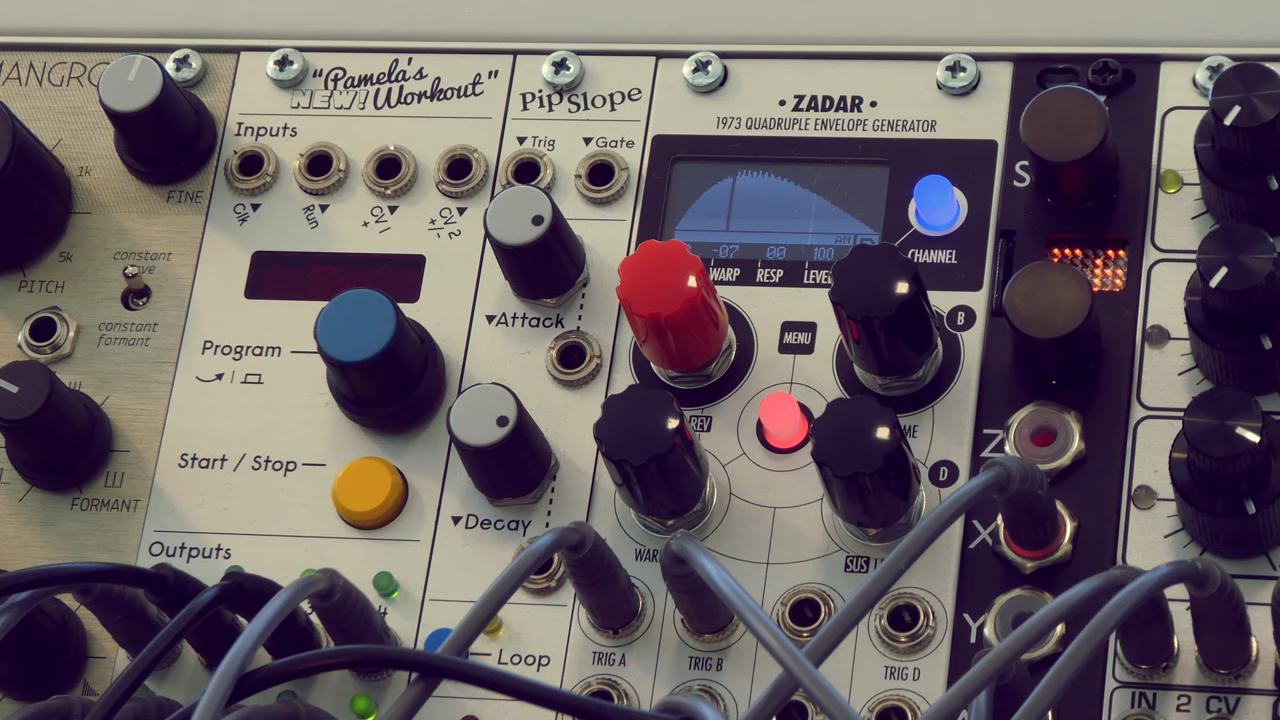 MANGRO
FINE
1k
5k
PITCH
constant
constant
formant
FORMANT
"Pamela's
NEW! Workout"
Inputs
Clk
Run
CV/1
+
CV/2
+/-
Program
Start / Stop
Outputs
Pip Slope
Trig
Gate
Attack
Decay
Loop
• ZADAR •
1973 QUADRUPLE ENVELOPE GENERATOR
AM
-07 00 100
WARP RESP LEVEL
CHANNEL
MENU
B
REV
D
SUS
TRIG A
TRIG B
TRIG D
S
Z
X
Y
IN 2 CV